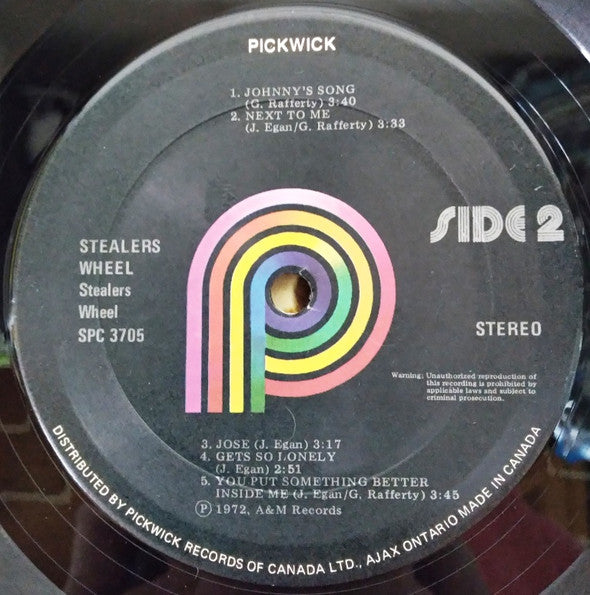 PICKWICK
1. JOHNNY'S SONG
(G. Rafferty) 3:40
2. NEXT TO ME
(J. Egan/G. Rafferty) 3:33
SIDE 2
STEALERS
WHEEL
Stealers
Wheel
SPC 3705
STEREO
Warning: Unauthorized reproduction of
this recording is prohibited by
applicable laws and subject to
criminal prosecution.
3. JOSE (J. Egan) 3:17
4. GETS SO LONELY
(J. Egan) 2:51
5. YOU PUT SOMETHING BETTER
INSIDE ME (J. Egan/G. Rafferty) 3:45
Ⓟ 1972, A&M Records
DISTRIBUTED BY PICKWICK RECORDS OF CANADA LTD., AJAX ONTARIO MADE IN CANADA